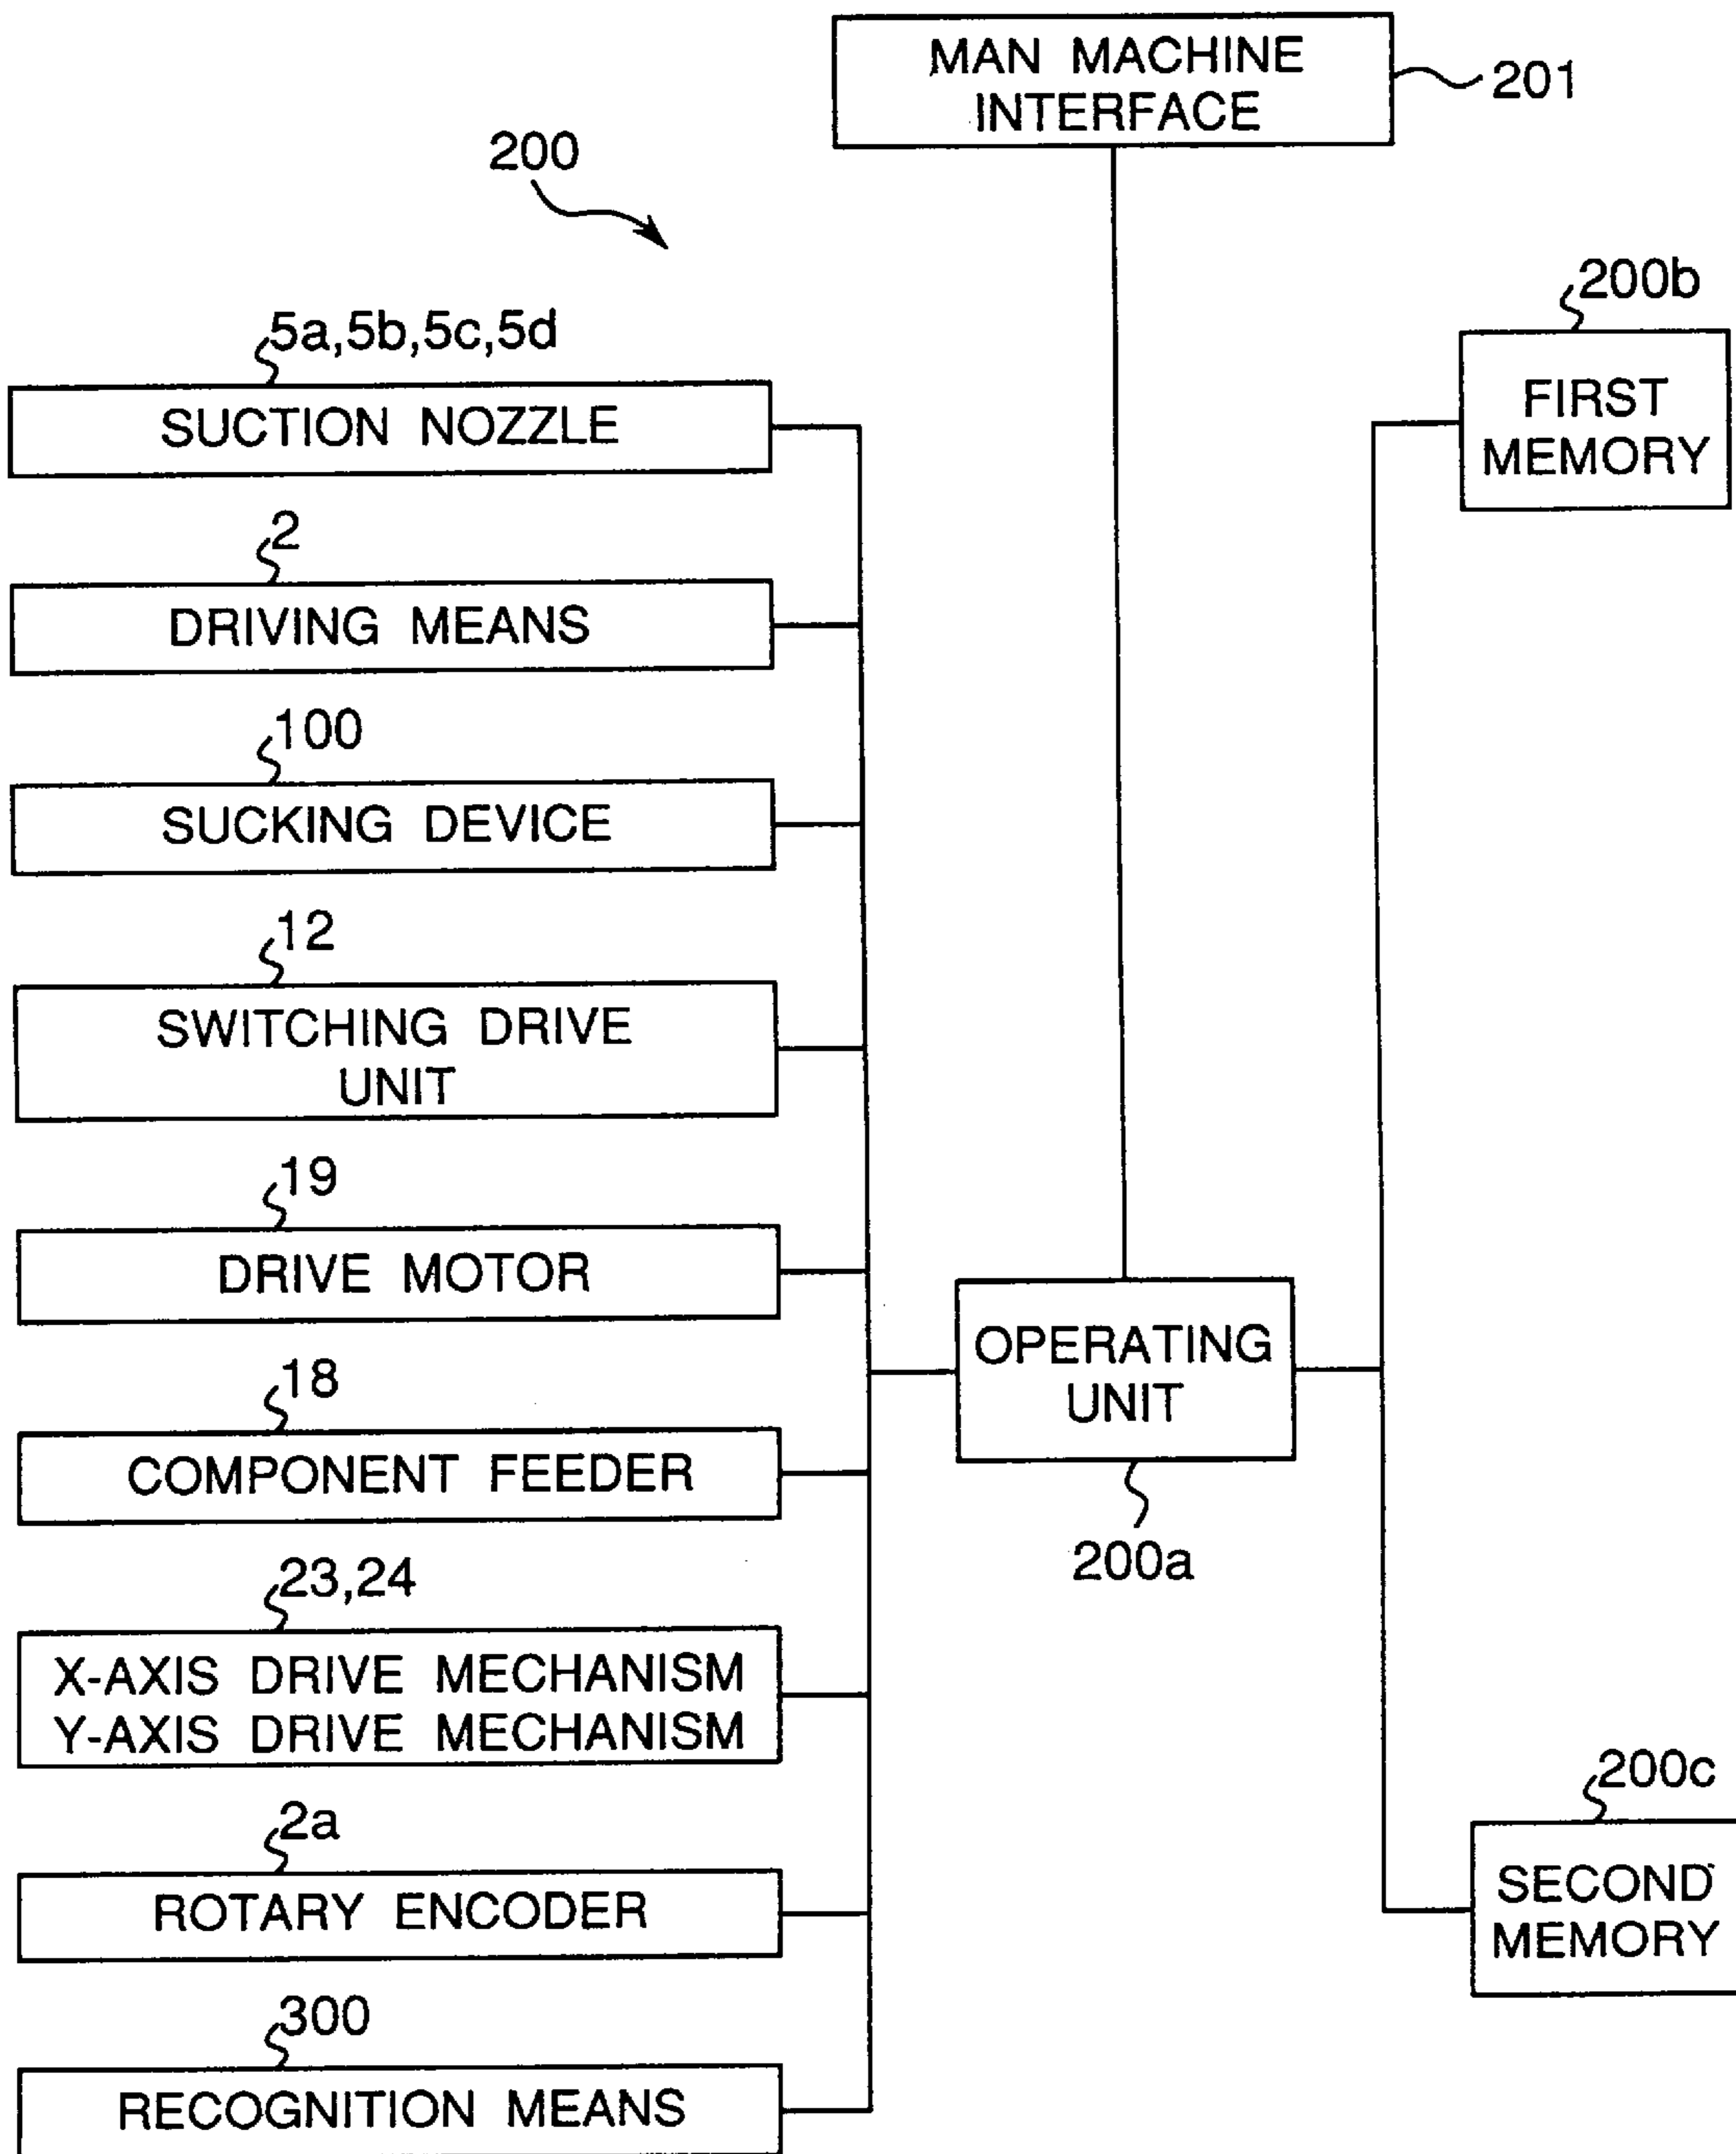 MAN MACHINE
INTERFACE
201
200
200b
FIRST
MEMORY
5a,5b,5c,5d
SUCTION NOZZLE
2
DRIVING MEANS
100
SUCKING DEVICE
12
SWITCHING DRIVE
UNIT
19
DRIVE MOTOR
OPERATING
UNIT
200a
18
COMPONENT FEEDER
23,24
X-AXIS DRIVE MECHANISM
Y-AXIS DRIVE MECHANISM
200c
SECOND
MEMORY
2a
ROTARY ENCODER
300
RECOGNITION MEANS